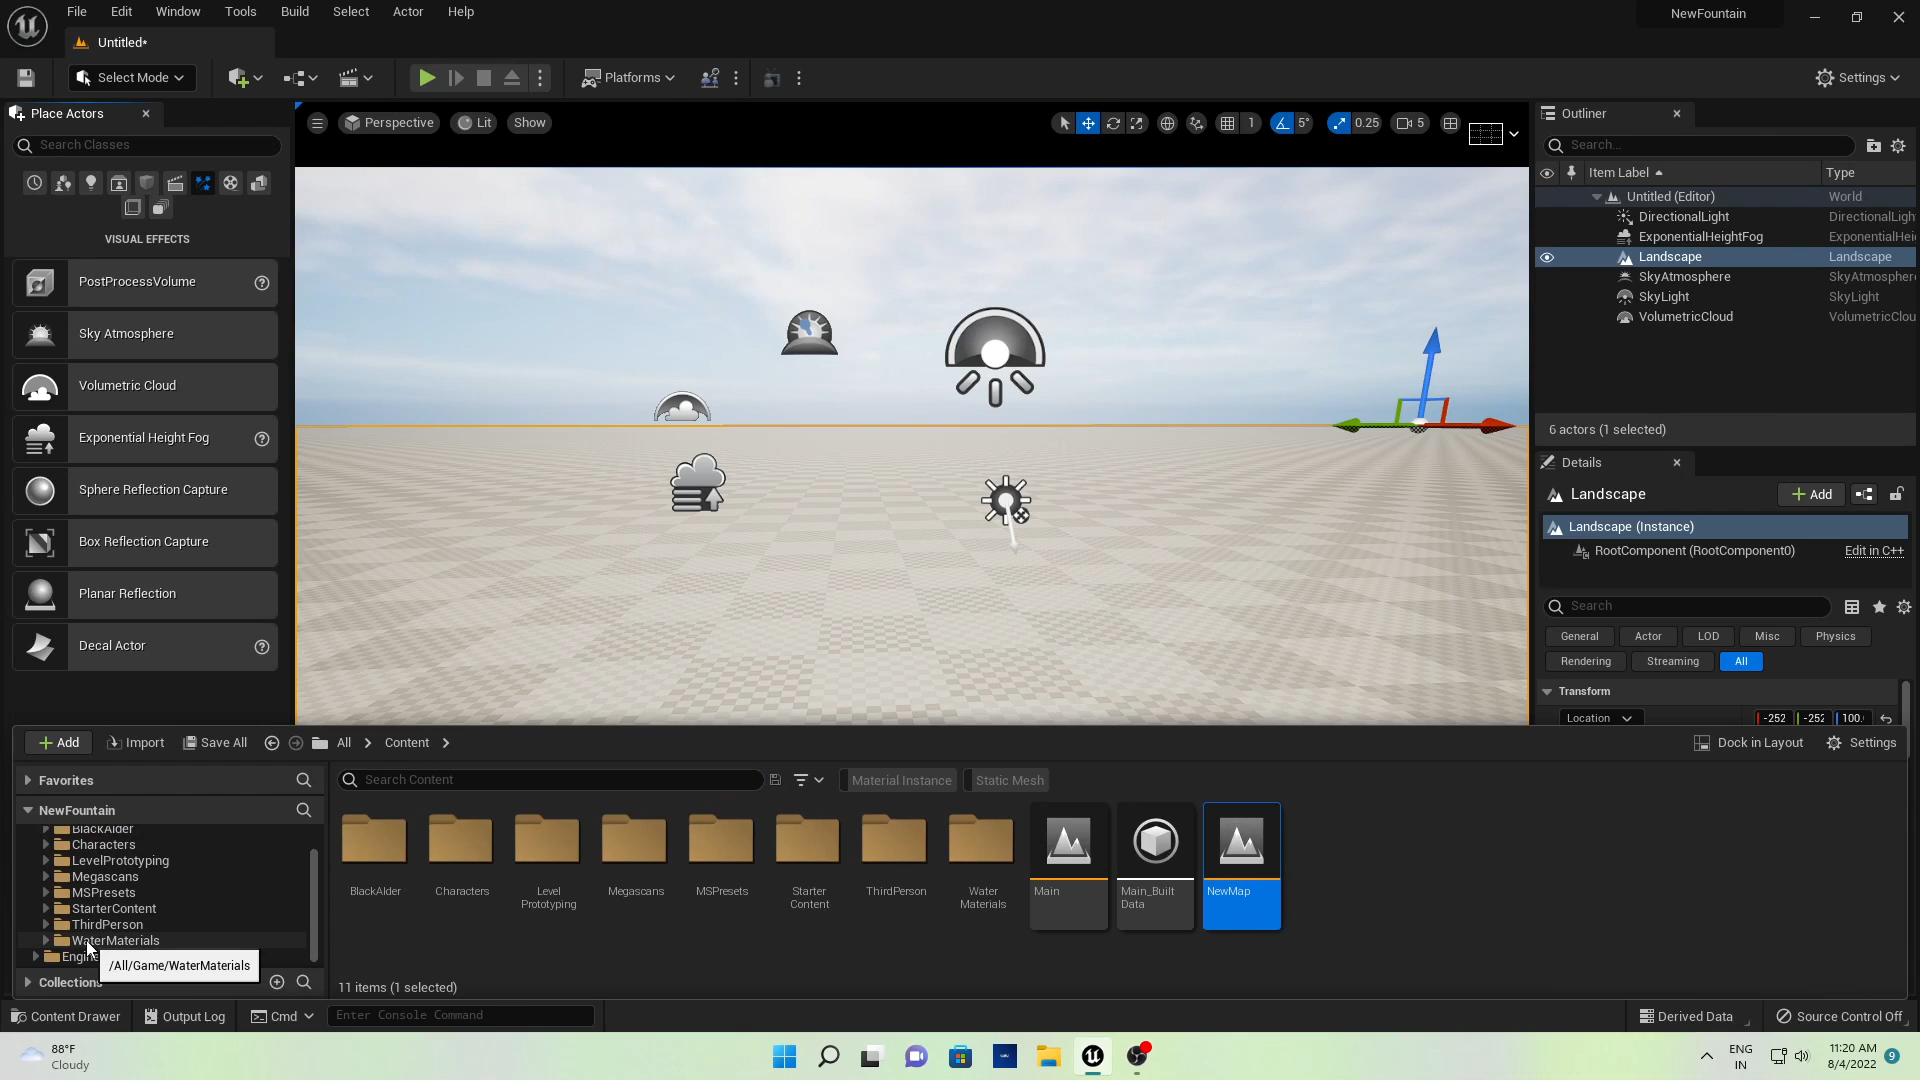 File Edit Window Tools Build Select Actor Help
NewFountain
Untitled*
Select Mode
Platforms
Settings
Place Actors
Search Classes
VISUAL EFFECTS
PostProcessVolume
Sky Atmosphere
Volumetric Cloud
Exponential Height Fog
Sphere Reflection Capture
Box Reflection Capture
Planar Reflection
Decal Actor
Perspective
Lit
Show
1
5°
0.25
5
Outliner
Search...
Item Label
Type
Untitled (Editor) World
DirectionalLight DirectionalLigh
ExponentialHeightFog ExponentialHei
Landscape Landscape
SkyAtmosphere SkyAtmosphere
SkyLight SkyLight
VolumetricCloud VolumetricClou
6 actors (1 selected)
Details
Landscape
Add
Landscape (Instance)
RootComponent (RootComponent0) Edit in C++
Search
General Actor LOD Misc Physics
Rendering Streaming All
Transform
Location -252 -252 100.
Add Import Save All All Content
Dock in Layout Settings
Favorites
NewFountain
BlackAlder
Characters
LevelPrototyping
Megascans
MSPresets
StarterContent
ThirdPerson
WaterMaterials
Engine
/All/Game/WaterMaterials
Collections
Search Content
Material Instance
Static Mesh
BlackAlder
Characters
Level
Prototyping
Megascans
MSPresets
Starter
Content
ThirdPerson
Water
Materials
Main
Main_Built
Data
NewMap
11 items (1 selected)
Content Drawer
Output Log
Cmd
Enter Console Command
Derived Data
Source Control Off
88°F
Cloudy
ENG
IN
11:20 AM
8/4/2022
9